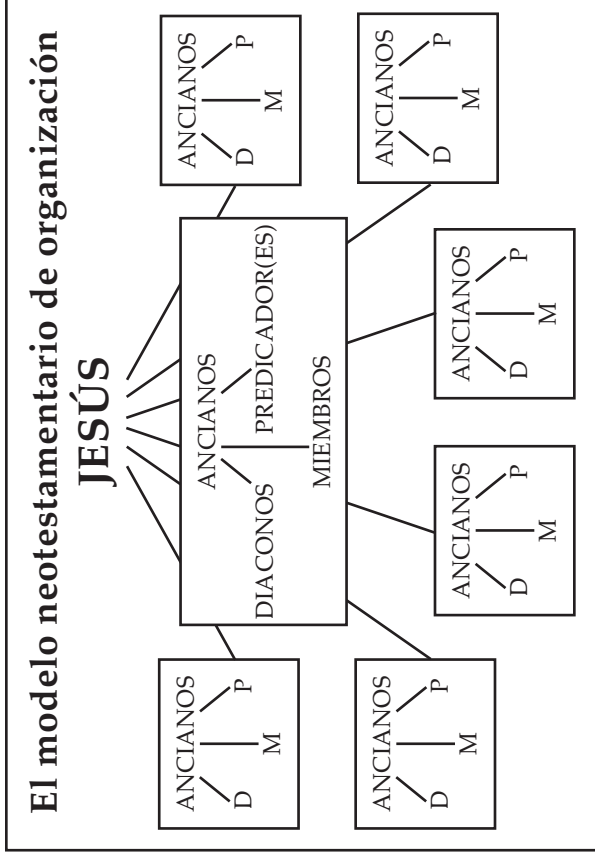 El modelo neotestamentario de organización
JESÚS
ANCIANOS
DIACONOS PREDICADOR(ES)
MIEMBROS
ANCIANOS
D P
M
ANCIANOS
D P
M
ANCIANOS
D P
M
ANCIANOS
D P
M
ANCIANOS
D P
M
ANCIANOS
D P
M